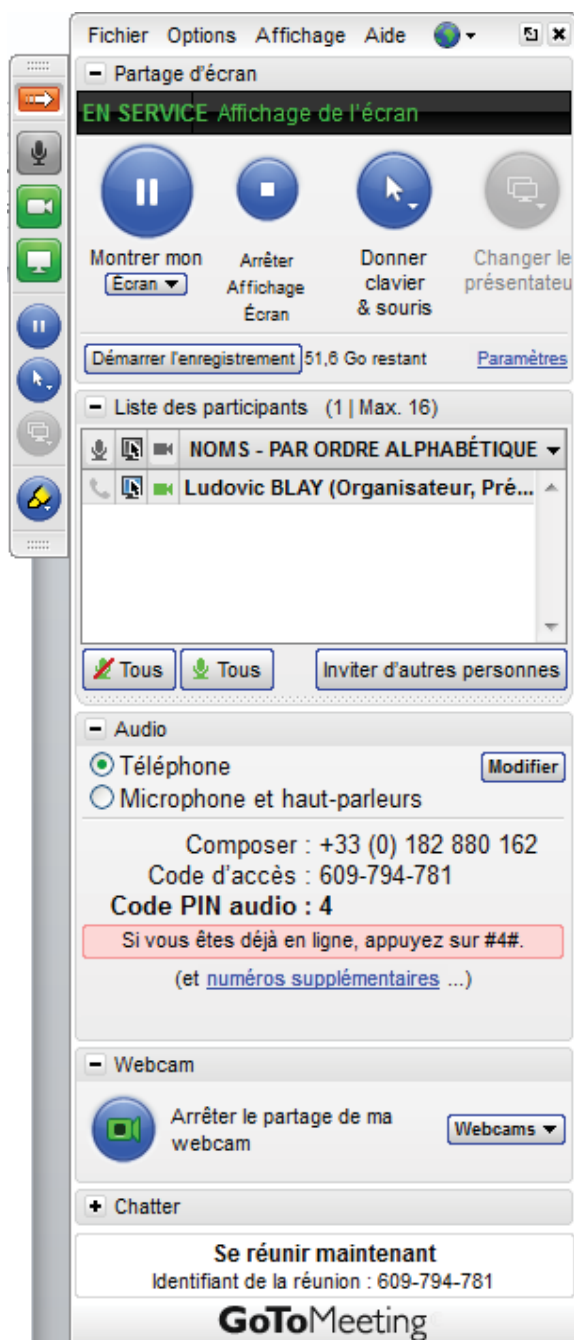 Fichier Options Affichage Aide
Partage d'écran
EN SERVICE Affichage de l'écran
Montrer mon
Écran
Arrêter
Affichage
Écran
Donner
clavier
& souris
Changer le
présentateu
Démarrer l'enregistrement 51,6 Go restant Paramètres
Liste des participants (1 | Max. 16)
NOMS - PAR ORDRE ALPHABÉTIQUE
Ludovic BLAY (Organisateur, Pré...
Tous Tous Inviter d'autres personnes
Audio
Téléphone Modifier
Microphone et haut-parleurs
Composer : +33 (0) 182 880 162
Code d'accès : 609-794-781
Code PIN audio : 4
Si vous êtes déjà en ligne, appuyez sur #4#.
(et numéros supplémentaires ...)
Webcam
Arrêter le partage de ma
webcam
Webcams
Chatter
Se réunir maintenant
Identifiant de la réunion : 609-794-781
GoToMeeting